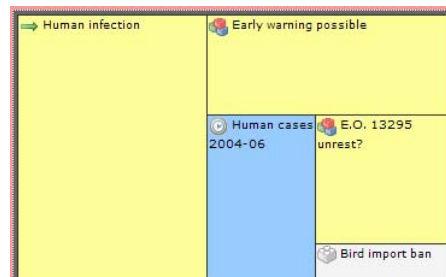 Human infection
Early warning possible
Human cases
2004-06
E.O. 13295
unrest?
Bird import ban